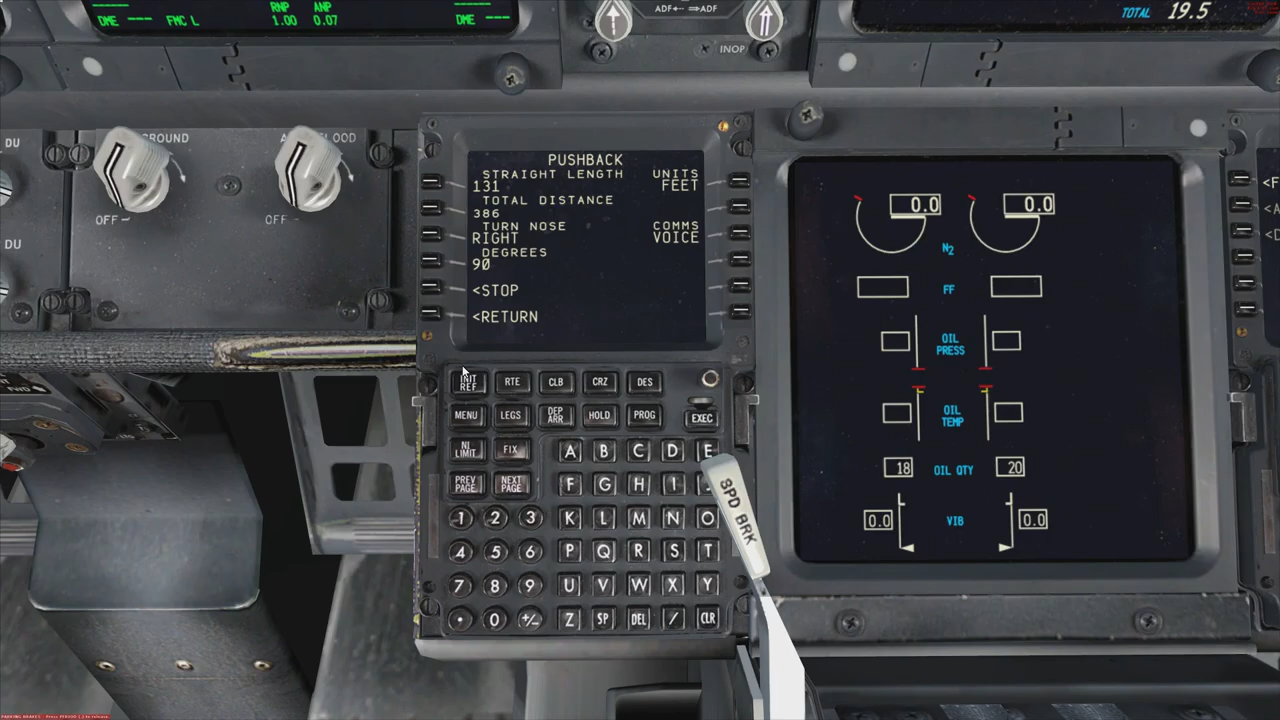 RNP ANP
DME --- FMC L 1.00 0.07 DME ---
ADF← ⇒ADF
INOP
TOTAL 19.5
DU
OFF
OFF
DU
PUSHBACK
STRAIGHT LENGTH UNITS
131 FEET
TOTAL DISTANCE
386
TURN NOSE COMMS
RIGHT VOICE
DEGREES
90
<STOP
<RETURN
0.0 0.0
N2
FF
OIL
PRESS
OIL
TEMP
18 OIL QTY 20
0.0 VIB 0.0
<F
<A
INIT
REF
RTE CLB CRZ DES
MENU LEGS DEP
ARR HOLD PROG EXEC
N1
LIMIT FIX A B C D E
PREV
PAGE NEXT
PAGE F G H I
1 2 3 K L M N O
4 5 6 P Q R S T
7 8 9 U V W X Y
. 0 +/- Z SP DEL / CLR
SPD BRK
FWD